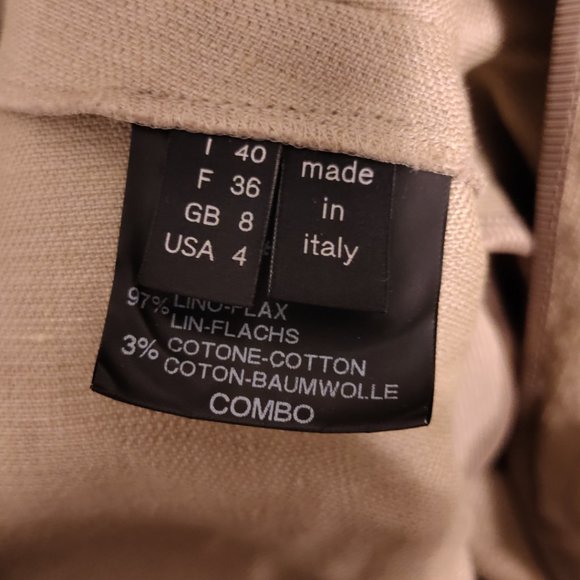 I 40
F 36
GB 8
USA 4
made
in
italy
97% LINO-FLAX
LIN-FLACHS
3% COTONE-COTTON
COTON-BAUMWOLLE
COMBO